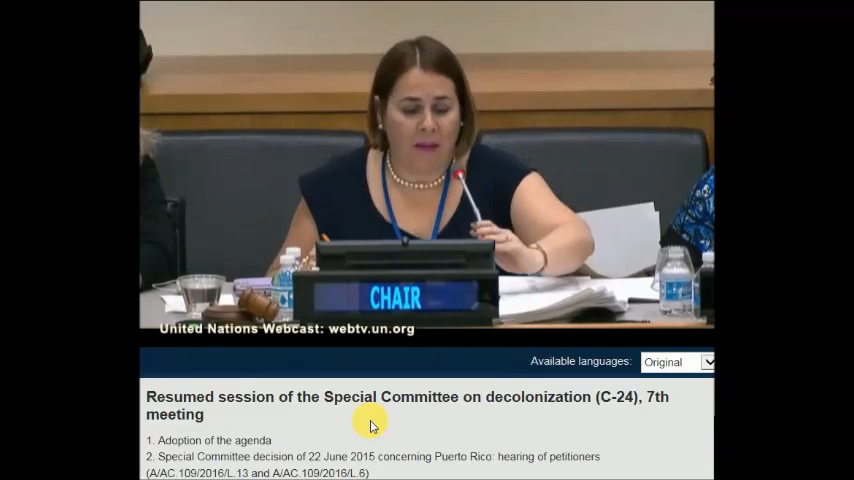 CHAIR
United Nations Webcast: webtv.un.org
Available languages: Original
Resumed session of the Special Committee on decolonization (C-24), 7th
meeting
1. Adoption of the agenda
2. Special Committee decision of 22 June 2015 concerning Puerto Rico: hearing of petitioners
(A/AC.109/2016/L.13 and A/AC.109/2016/L.6)